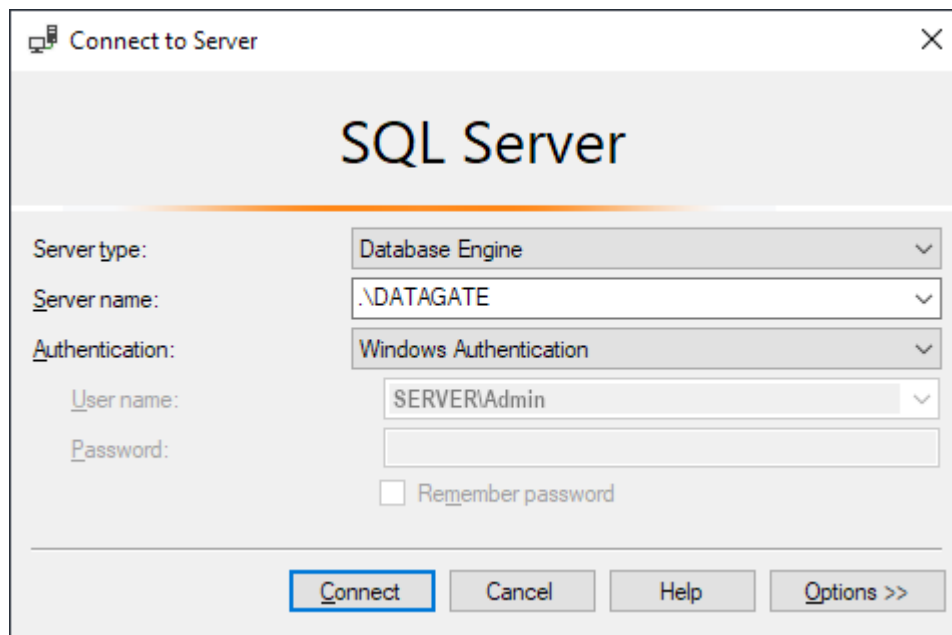 Connect to Server
SQL Server
Server type: Database Engine
Server name: .\DATAGATE
Authentication: Windows Authentication
User name: SERVER\Admin
Password:
Remember password
Connect Cancel Help Options >>